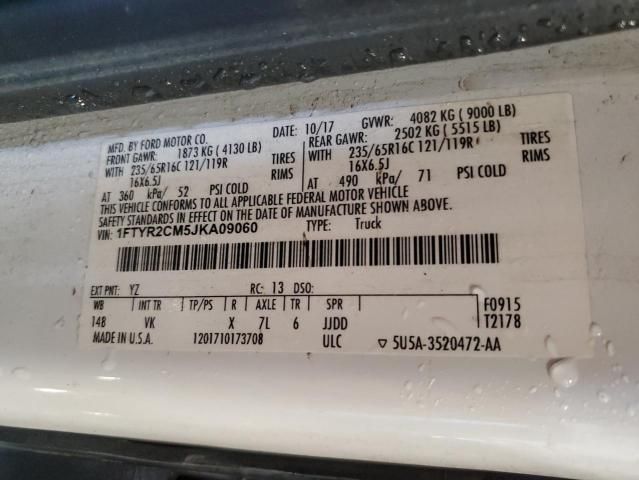 MFD. BY FORD MOTOR CO.
DATE: 10/17 GVWR: 4082 KG ( 9000 LB)
FRONT GAWR: 1873 KG ( 4130 LB)
REAR GAWR: 2502 KG ( 5515 LB)
WITH 235/65R16C 121/119R TIRES
WITH 235/65R16C 121/119R TIRES
16X6.5J RIMS
16X6.5J RIMS
AT 360 kPa/ 52 PSI COLD
AT 490 kPa/ 71 PSI COLD
THIS VEHICLE CONFORMS TO ALL APPLICABLE FEDERAL MOTOR VEHICLE
SAFETY STANDARDS IN EFFECT ON THE DATE OF MANUFACTURE SHOWN ABOVE.
VIN: 1FTYR2CM5JKA09060 TYPE: Truck
EXT PNT: YZ RC: 13 DSO:
WB INT TR TP/PS R AXLE TR SPR F0915
148 VK X 7L 6 JJDD T2178
MADE IN U.S.A. 1201710173708 ULC ▽ 5U5A-3520472-AA